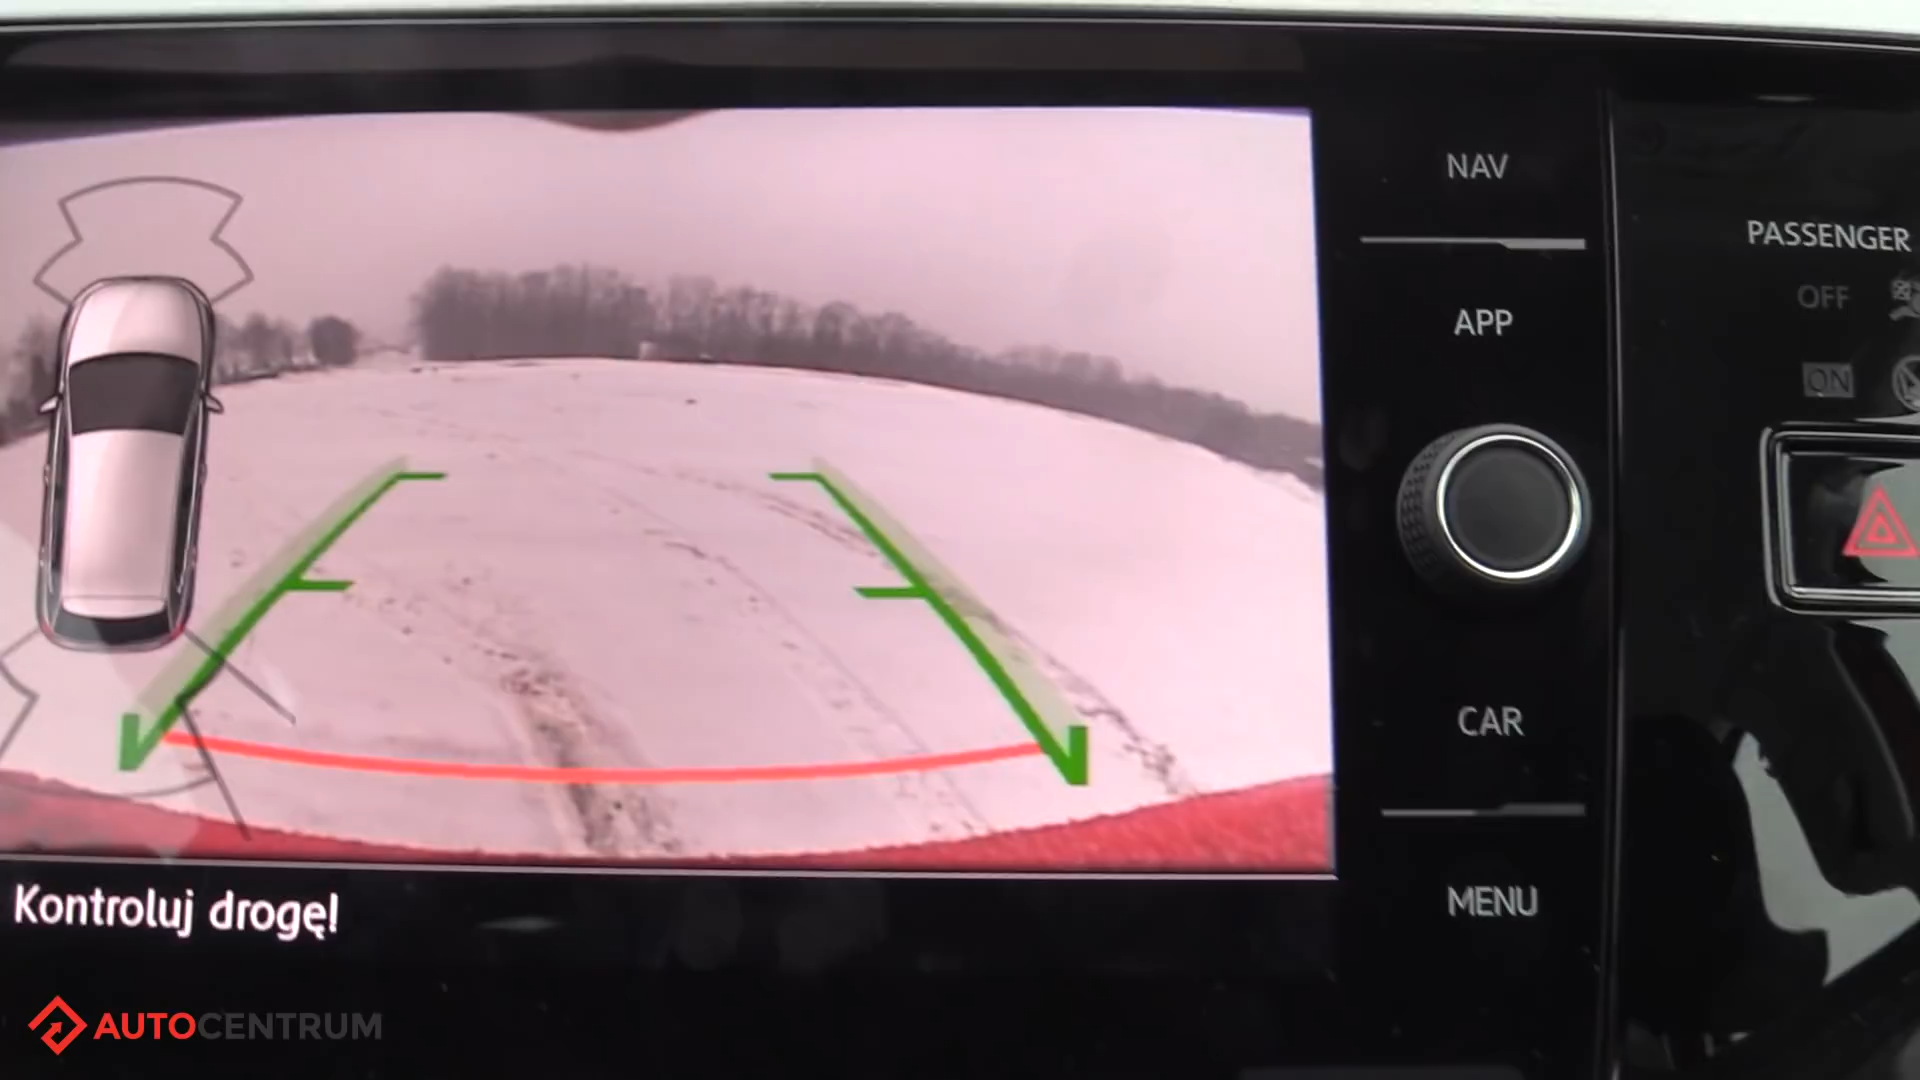 NAV
PASSENGER
OFF
APP
ON
CAR
MENU
Kontroluj drogę!
AUTOCENTRUM